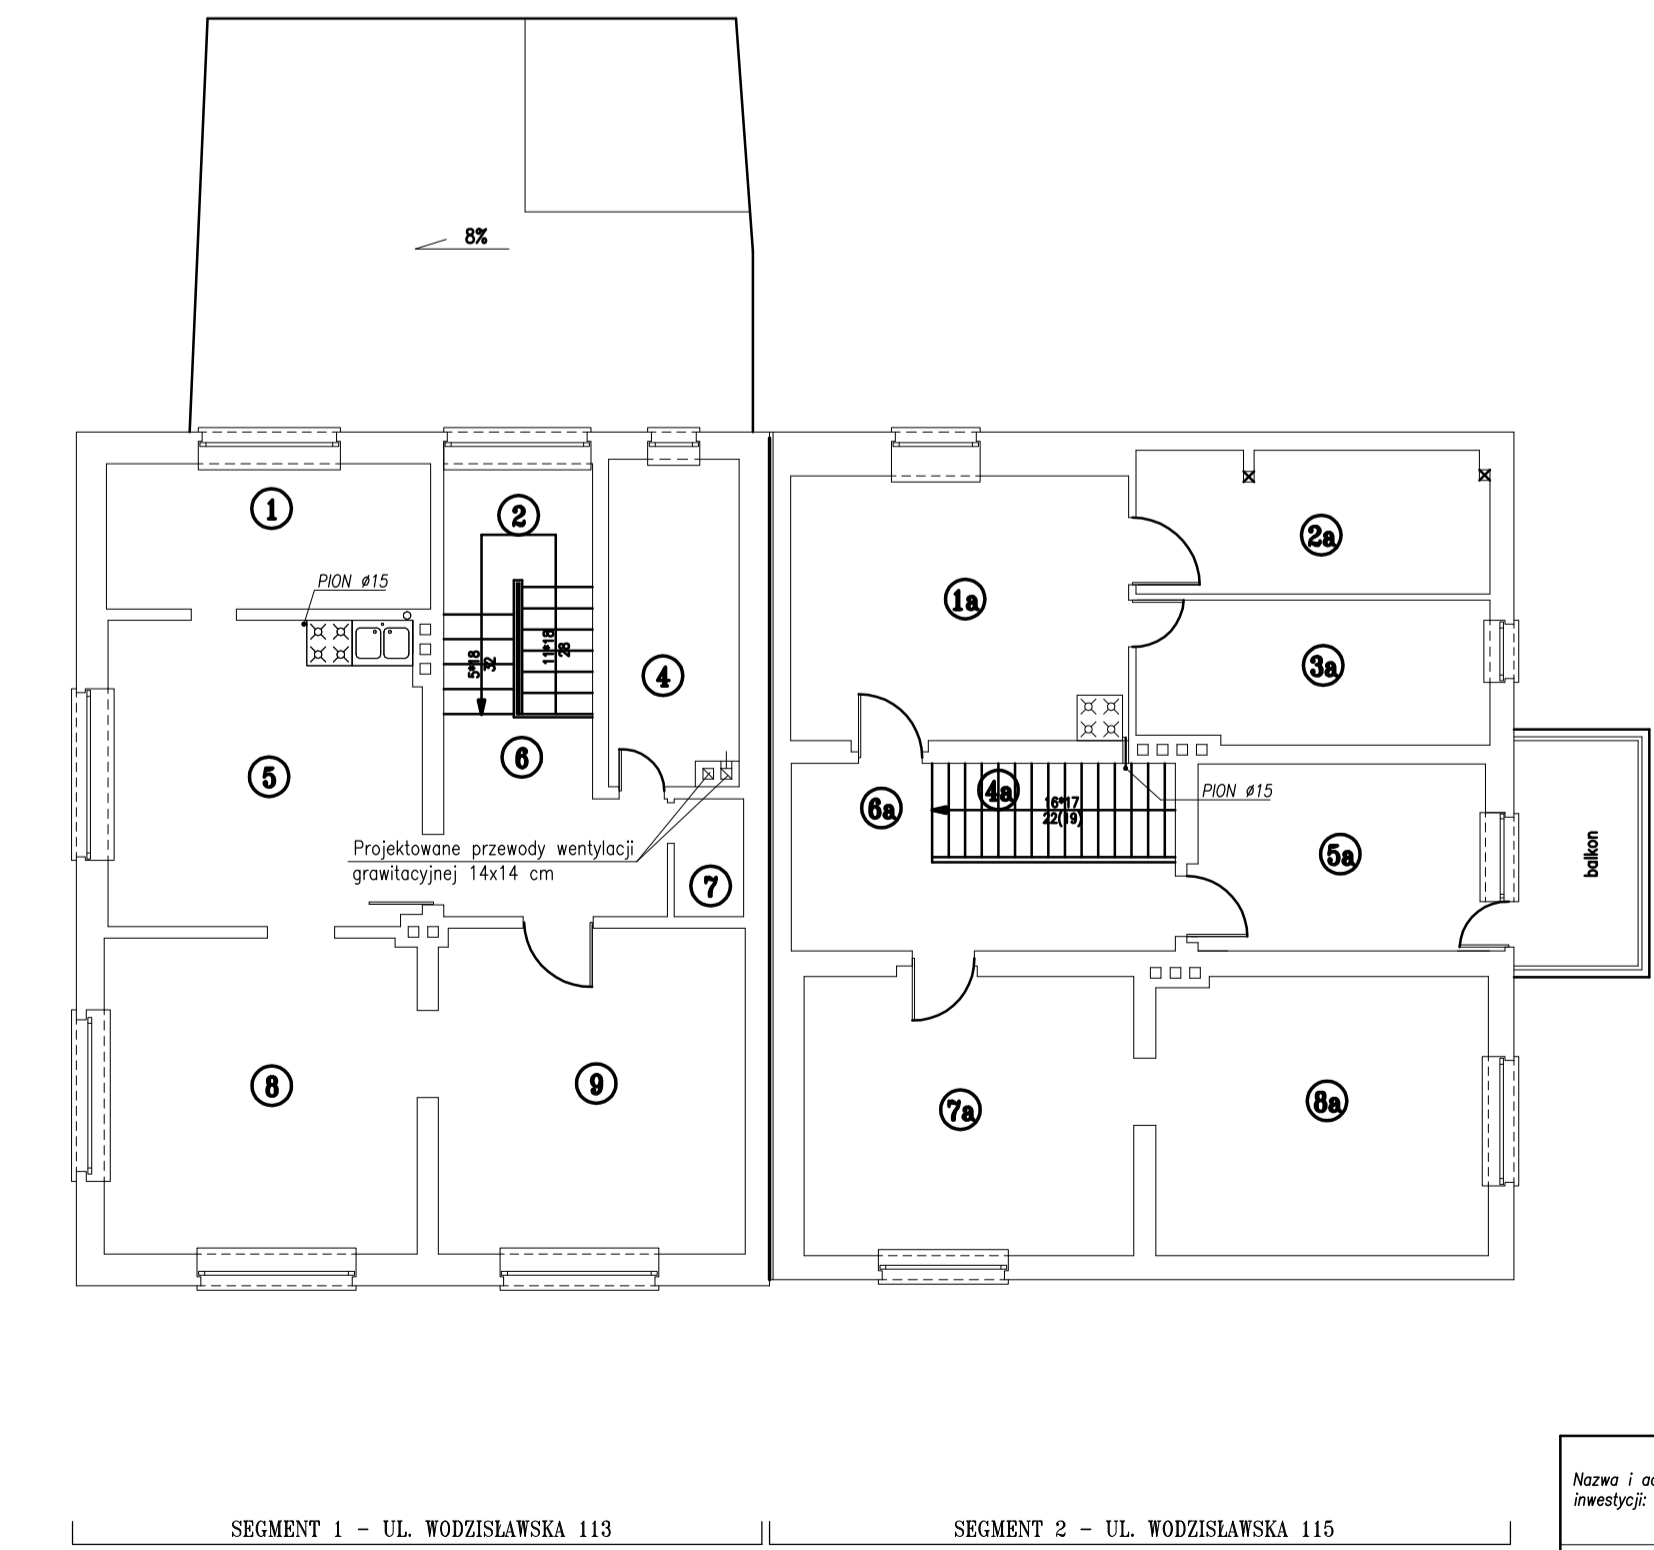 8%
1
2
PION ø15
5*18
32
11*18
28
4
5
6
Projektowane przewody wentylacji
grawitacyjnej 14x14 cm
7
8
9
1a
2a
3a
4a
16*17
22(19)
PION ø15
6a
5a
balkon
7a
8a
SEGMENT 1 - UL. WODZISŁAWSKA 113
SEGMENT 2 - UL. WODZISŁAWSKA 115
Nazwa i
inwestycji: